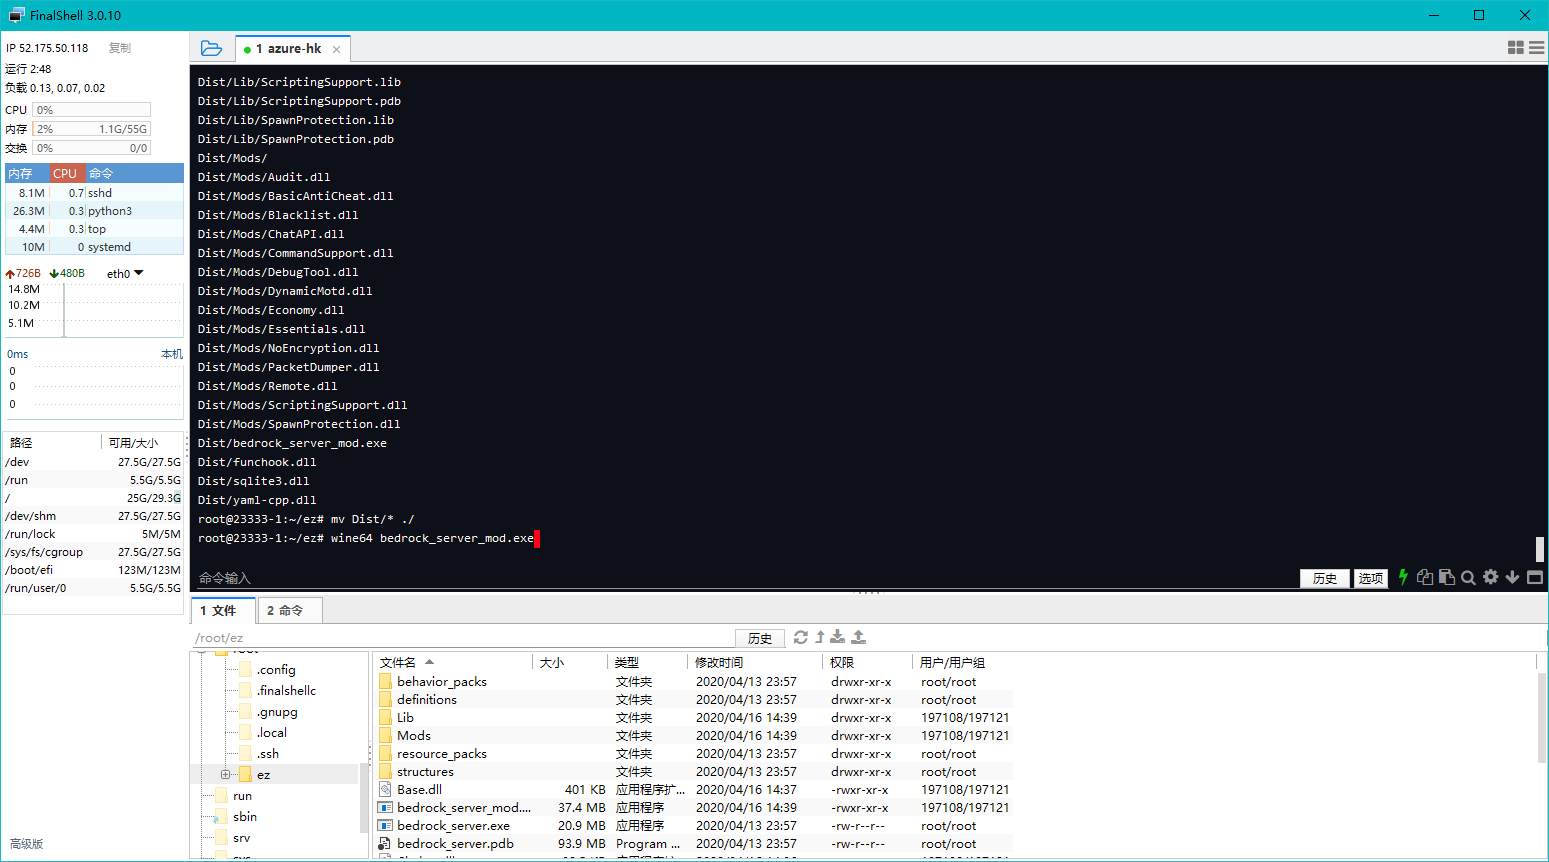 FinalShell 3.0.10
IP 52.175.50.118 复制
运行 2:48
负载 0.13, 0.07, 0.02
CPU 0%
内存 2% 1.1G/55G
交换 0% 0/0
内存 CPU 命令
8.1M 0.7 sshd
26.3M 0.3 python3
4.4M 0.3 top
10M 0 systemd
726B 480B eth0
14.8M
10.2M
5.1M
0ms 本机
0
0
0
路径 可用/大小
/dev 27.5G/27.5G
/run 5.5G/5.5G
/ 25G/29.3G
/dev/shm 27.5G/27.5G
/run/lock 5M/5M
/sys/fs/cgroup 27.5G/27.5G
/boot/efi 123M/123M
/run/user/0 5.5G/5.5G
高级版
1 azure-hk
Dist/Lib/ScriptingSupport.lib
Dist/Lib/ScriptingSupport.pdb
Dist/Lib/SpawnProtection.lib
Dist/Lib/SpawnProtection.pdb
Dist/Mods/
Dist/Mods/Audit.dll
Dist/Mods/BasicAntiCheat.dll
Dist/Mods/Blacklist.dll
Dist/Mods/ChatAPI.dll
Dist/Mods/CommandSupport.dll
Dist/Mods/DebugTool.dll
Dist/Mods/DynamicMotd.dll
Dist/Mods/Economy.dll
Dist/Mods/Essentials.dll
Dist/Mods/NoEncryption.dll
Dist/Mods/PacketDumper.dll
Dist/Mods/Remote.dll
Dist/Mods/ScriptingSupport.dll
Dist/Mods/SpawnProtection.dll
Dist/bedrock_server_mod.exe
Dist/funchook.dll
Dist/sqlite3.dll
Dist/yaml-cpp.dll
root@23333-1:~/ez# mv Dist/* ./
root@23333-1:~/ez# wine64 bedrock_server_mod.exe
命令输入 历史 选项
1 文件 2 命令
/root/ez 历史
.config
.finalshellc
.gnupg
.local
.ssh
ez
run
sbin
srv
文件名 大小 类型 修改时间 权限 用户/用户组
behavior_packs 文件夹 2020/04/13 23:57 drwxr-xr-x root/root
definitions 文件夹 2020/04/13 23:57 drwxr-xr-x root/root
Lib 文件夹 2020/04/16 14:39 drwxr-xr-x 197108/197121
Mods 文件夹 2020/04/16 14:39 drwxr-xr-x 197108/197121
resource_packs 文件夹 2020/04/13 23:57 drwxr-xr-x root/root
structures 文件夹 2020/04/13 23:57 drwxr-xr-x root/root
Base.dll 401 KB 应用程序扩... 2020/04/16 14:37 -rwxr-xr-x 197108/197121
bedrock_server_mod.... 37.4 MB 应用程序 2020/04/16 14:39 -rwxr-xr-x 197108/197121
bedrock_server.exe 20.9 MB 应用程序 2020/04/13 23:57 -rw-r--r-- root/root
bedrock_server.pdb 93.9 MB Program ... 2020/04/13 23:57 -rw-r--r-- root/root